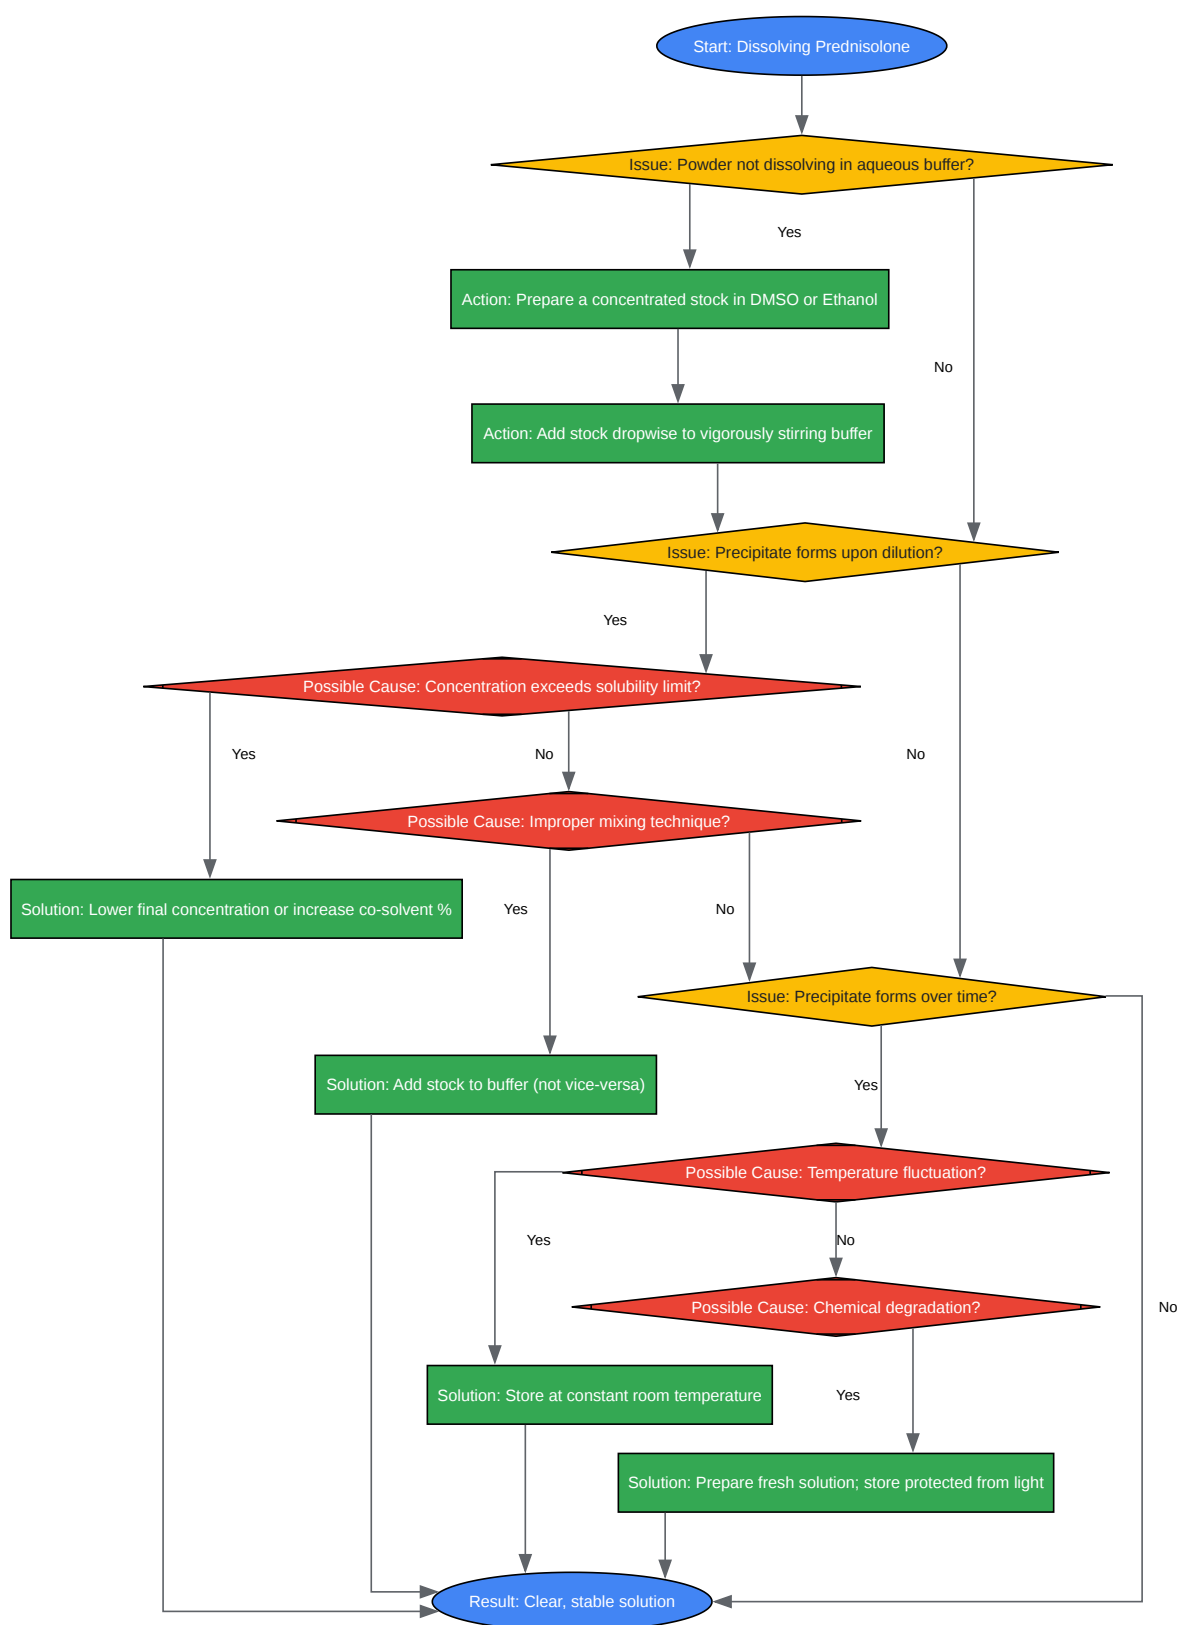 Start: Dissolving Prednisolone
Issue: Powder not dissolving in aqueous buffer?
Yes
Action: Prepare a concentrated stock in DMSO or Ethanol
No
Action: Add stock dropwise to vigorously stirring buffer
Issue: Precipitate forms upon dilution?
Yes
Possible Cause: Concentration exceeds solubility limit?
Yes
No
No
Possible Cause: Improper mixing technique?
Solution: Lower final concentration or increase co-solvent %
Yes
No
Issue: Precipitate forms over time?
Solution: Add stock to buffer (not vice-versa)
Yes
Possible Cause: Temperature fluctuation?
Yes
No
Possible Cause: Chemical degradation?
No
Solution: Store at constant room temperature
Yes
Solution: Prepare fresh solution; store protected from light
Result: Clear, stable solution